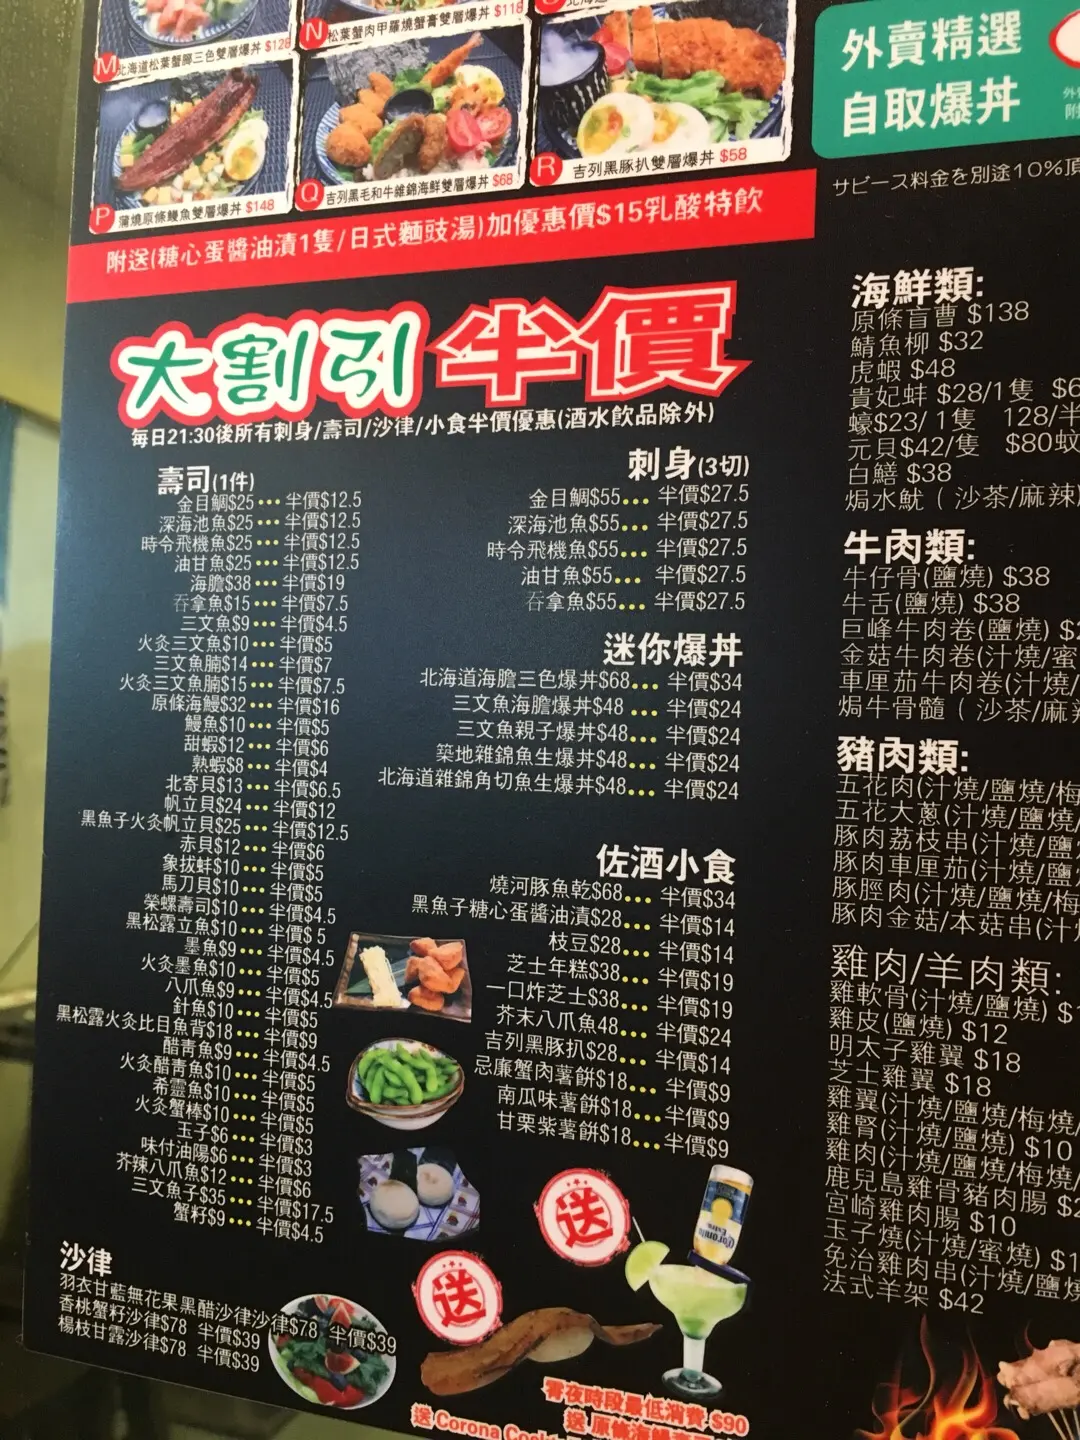 M 北海道松葉蟹腳三色雙層爆丼 $128
N 松葉蟹肉甲羅燒蟹膏雙層爆丼 $118
北海道
P 蒲燒原條鰻魚雙層爆丼 $148
Q 吉列黑毛和牛維錦海鮮雙層爆丼 $68
R 吉列黑豚扒雙層爆丼 $58
附送(糖心蛋醬油漬1隻/日式麵豉湯)加優惠價$15乳酸特飲
大割引 半價
每日21:30後所有刺身/壽司/沙律/小食半價優惠(酒水飲品除外)
壽司(1件)
金目鯛$25•••半價$12.5
深海池魚$25•••半價$12.5
時令飛機魚$25•••半價$12.5
油甘魚$25•••半價$12.5
海膽$38•••半價$19
吞拿魚$15•••半價$7.5
三文魚$9•••半價$4.5
火灸三文魚$10•••半價$5
三文魚腩$14•••半價$7
火灸三文魚腩$15•••半價$7.5
原條海鰻$32•••半價$16
鰻魚$10•••半價$5
甜蝦$12•••半價$6
熟蝦$8•••半價$4
北寄貝$13•••半價$6.5
帆立貝$24•••半價$12
黑魚子火灸帆立貝$25•••半價$12.5
赤貝$12•••半價$6
象拔蚌$10•••半價$5
馬刀貝$10•••半價$5
榮螺壽司$10•••半價$4.5
黑松露立魚$10•••半價$5
墨魚$9•••半價$4.5
火灸墨魚$10•••半價$5
八爪魚$9•••半價$4.5
針魚$10•••半價$5
黑松露火灸比目魚背$18•••半價$9
醋青魚$9•••半價$4.5
火灸醋青魚$10•••半價$5
希靈魚$10•••半價$5
火灸蟹棒$10•••半價$5
玉子$6•••半價$3
味付油陽$6•••半價$3
芥辣八爪魚$12•••半價$6
三文魚子$35•••半價$17.5
蟹籽$9•••半價$4.5
沙律
羽衣甘藍無花果黑醋沙律沙律$78 半價$39
香桃蟹籽沙律$78 半價$39
楊枝甘露沙律$78 半價$39
刺身(3切)
金目鯛$55... 半價$27.5
深海池魚$55... 半價$27.5
時令飛機魚$55... 半價$27.5
油甘魚$55... 半價$27.5
吞拿魚$55... 半價$27.5
迷你爆丼
北海道海膽三色爆丼$68... 半價$34
三文魚海膽爆丼$48... 半價$24
三文魚親子爆丼$48... 半價$24
築地雜錦魚生爆丼$48... 半價$24
北海道雜錦角切魚生爆丼$48... 半價$24
佐酒小食
燒河豚魚乾$68... 半價$34
黑魚子糖心蛋醬油漬$28... 半價$14
枝豆$28... 半價$14
芝士年糕$38... 半價$19
一口炸芝士$38... 半價$19
芥末八爪魚48... 半價$24
吉列黑豚扒$28... 半價$14
忌廉蟹肉薯餅$18... 半價$9
南瓜味薯餅$18... 半價$9
甘栗紫薯餅$18... 半價$9
送
送
Corona
Extra
宵夜時段最低消費 $90
送 Corona
送 原條海鰻壽司
外賣精選
自取爆丼
サビース料金を別途10%頂
海鮮類:
原條盲曹 $138
鯖魚柳 $32
虎蝦 $48
貴妃蚌 $28/1隻 $6
蠔$23/1隻 128/半
元貝$42/隻 $80蚊
白鱔 $38
焗水魷 ( 沙茶/麻辣)
牛肉類:
牛仔骨(鹽燒) $38
牛舌(鹽燒) $38
巨峰牛肉卷(鹽燒) $2
金菇牛肉卷(汁燒/蜜
車厘茄牛肉卷(汁燒/
焗牛骨髓 ( 沙茶/麻辣
豬肉類:
五花肉(汁燒/鹽燒/梅
五花大蔥(汁燒/鹽燒/
豚肉荔枝串(汁燒/鹽
豚肉車厘茄(汁燒/鹽
豚脛肉(汁燒/鹽燒/梅
豚肉金菇/本菇串(汁燒
雞肉/羊肉類:
雞軟骨(汁燒/鹽燒) $1
雞皮(鹽燒) $12
明太子雞翼 $18
芝士雞翼 $18
雞翼(汁燒/鹽燒/梅燒/
雞腎(汁燒/鹽燒) $10
雞肉(汁燒/鹽燒/梅燒/
鹿兒島雞骨豬肉腸 $2
宮崎雞肉腸 $10
玉子燒(汁燒/蜜燒) $1
免治雞肉串(汁燒/鹽燒
法式羊架 $42